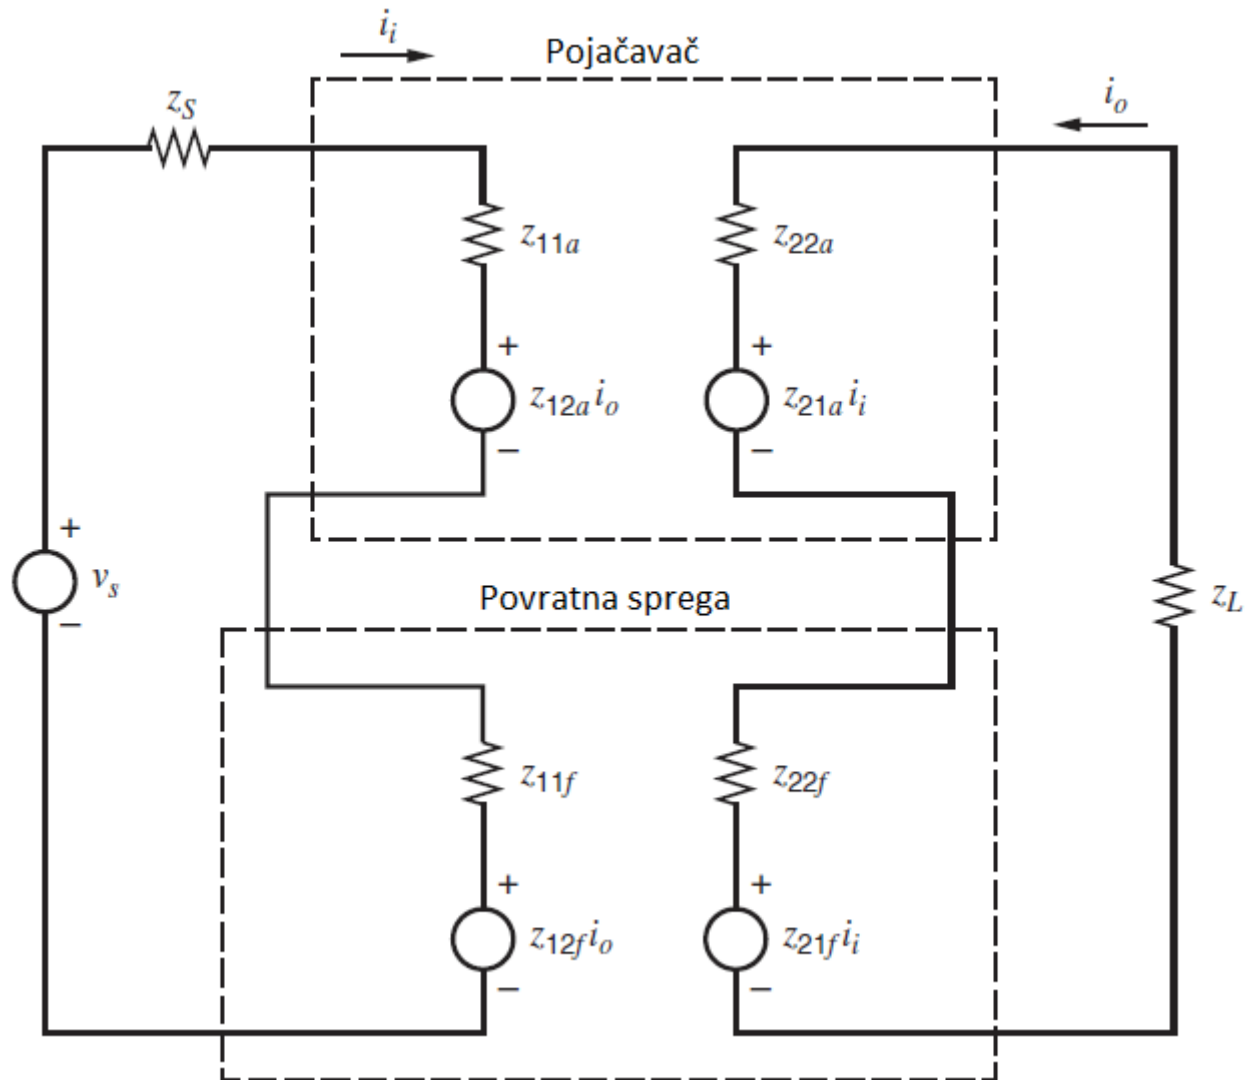 i_i
Pojačavač
z_S
i_o
z_11a
z_22a
+
+
z_12a i_o
z_21a i_i
−
−
+
v_s
−
Povratna sprega
z_L
z_11f
z_22f
+
+
z_12f i_o
z_21f i_i
−
−